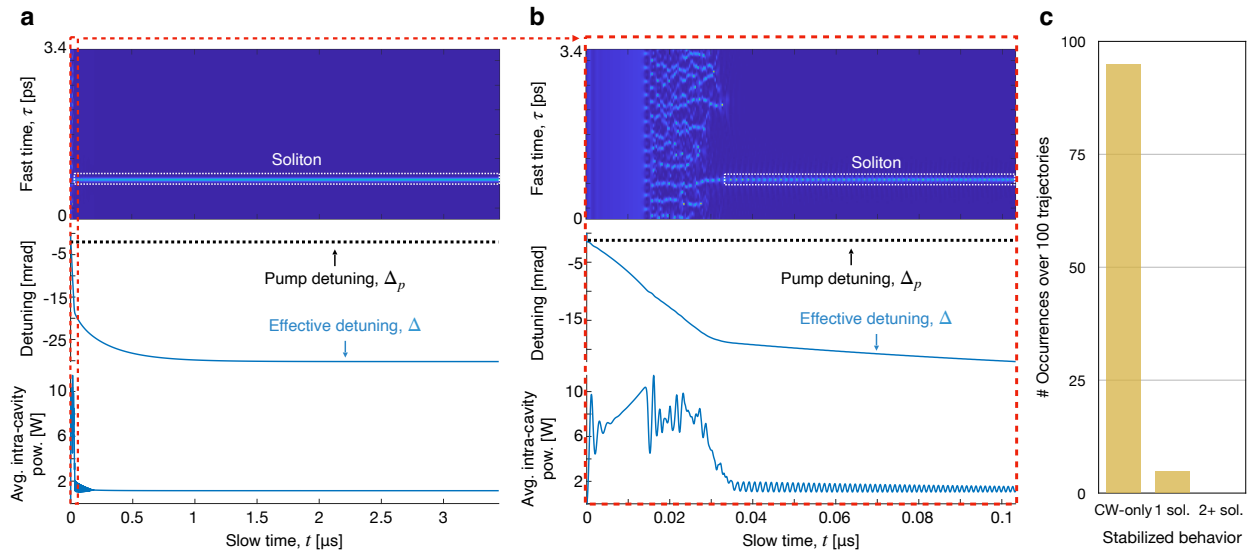 a
3.4
0
Fast time, τ [ps]
Soliton
-5
-15
-25
Detuning [mrad]
Pump detuning, Δp
Effective detuning, Δ
10
6
2
Avg. intra-cavity
pow. [W]
0
0.5
1
1.5
2
2.5
3
Slow time, t [µs]
b
3.4
0
Fast time, τ [ps]
Soliton
-5
-15
Detuning [mrad]
Pump detuning, Δp
Effective detuning, Δ
10
6
2
Avg. intra-cavity
pow. [W]
0
0.02
0.04
0.06
0.08
0.1
Slow time, t [µs]
c
100
75
50
25
0
# Occurrences over 100 trajectories
CW-only
1 sol.
2+ sol.
Stabilized behavior